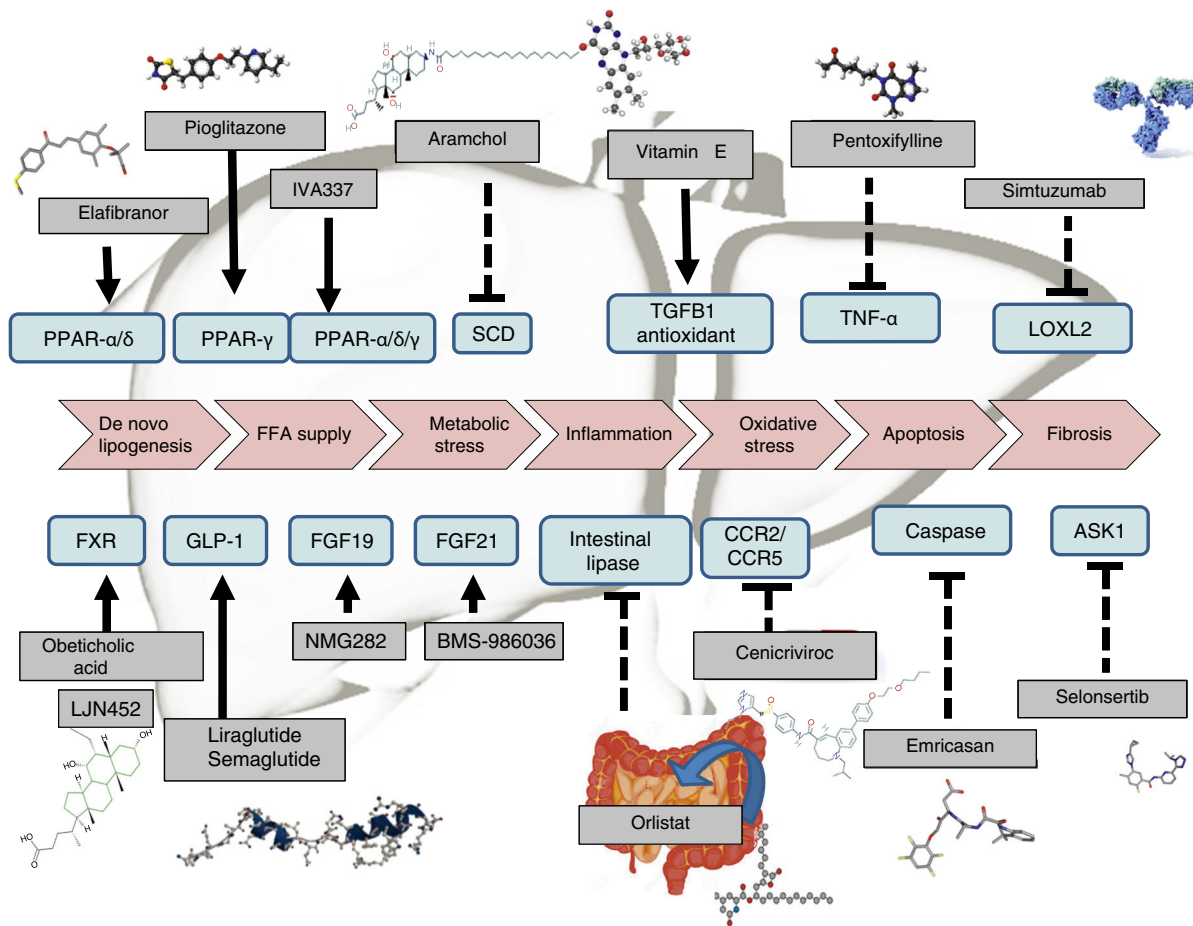 Pioglitazone
Aramchol
Vitamin E
Pentoxifylline
IVA337
Simtuzumab
Elafibranor
PPAR-α/δ
PPAR-γ
PPAR-α/δ/γ
SCD
TGFB1
antioxidant
TNF-α
LOXL2
De novo
lipogenesis
FFA supply
Metabolic
stress
Inflammation
Oxidative
stress
Apoptosis
Fibrosis
FXR
GLP-1
FGF19
FGF21
Intestinal
lipase
CCR2/
CCR5
Caspase
ASK1
Obeticholic
acid
NMG282
BMS-986036
Cenicriviroc
LJN452
Selonsertib
Liraglutide
Semaglutide
Emricasan
Orlistat